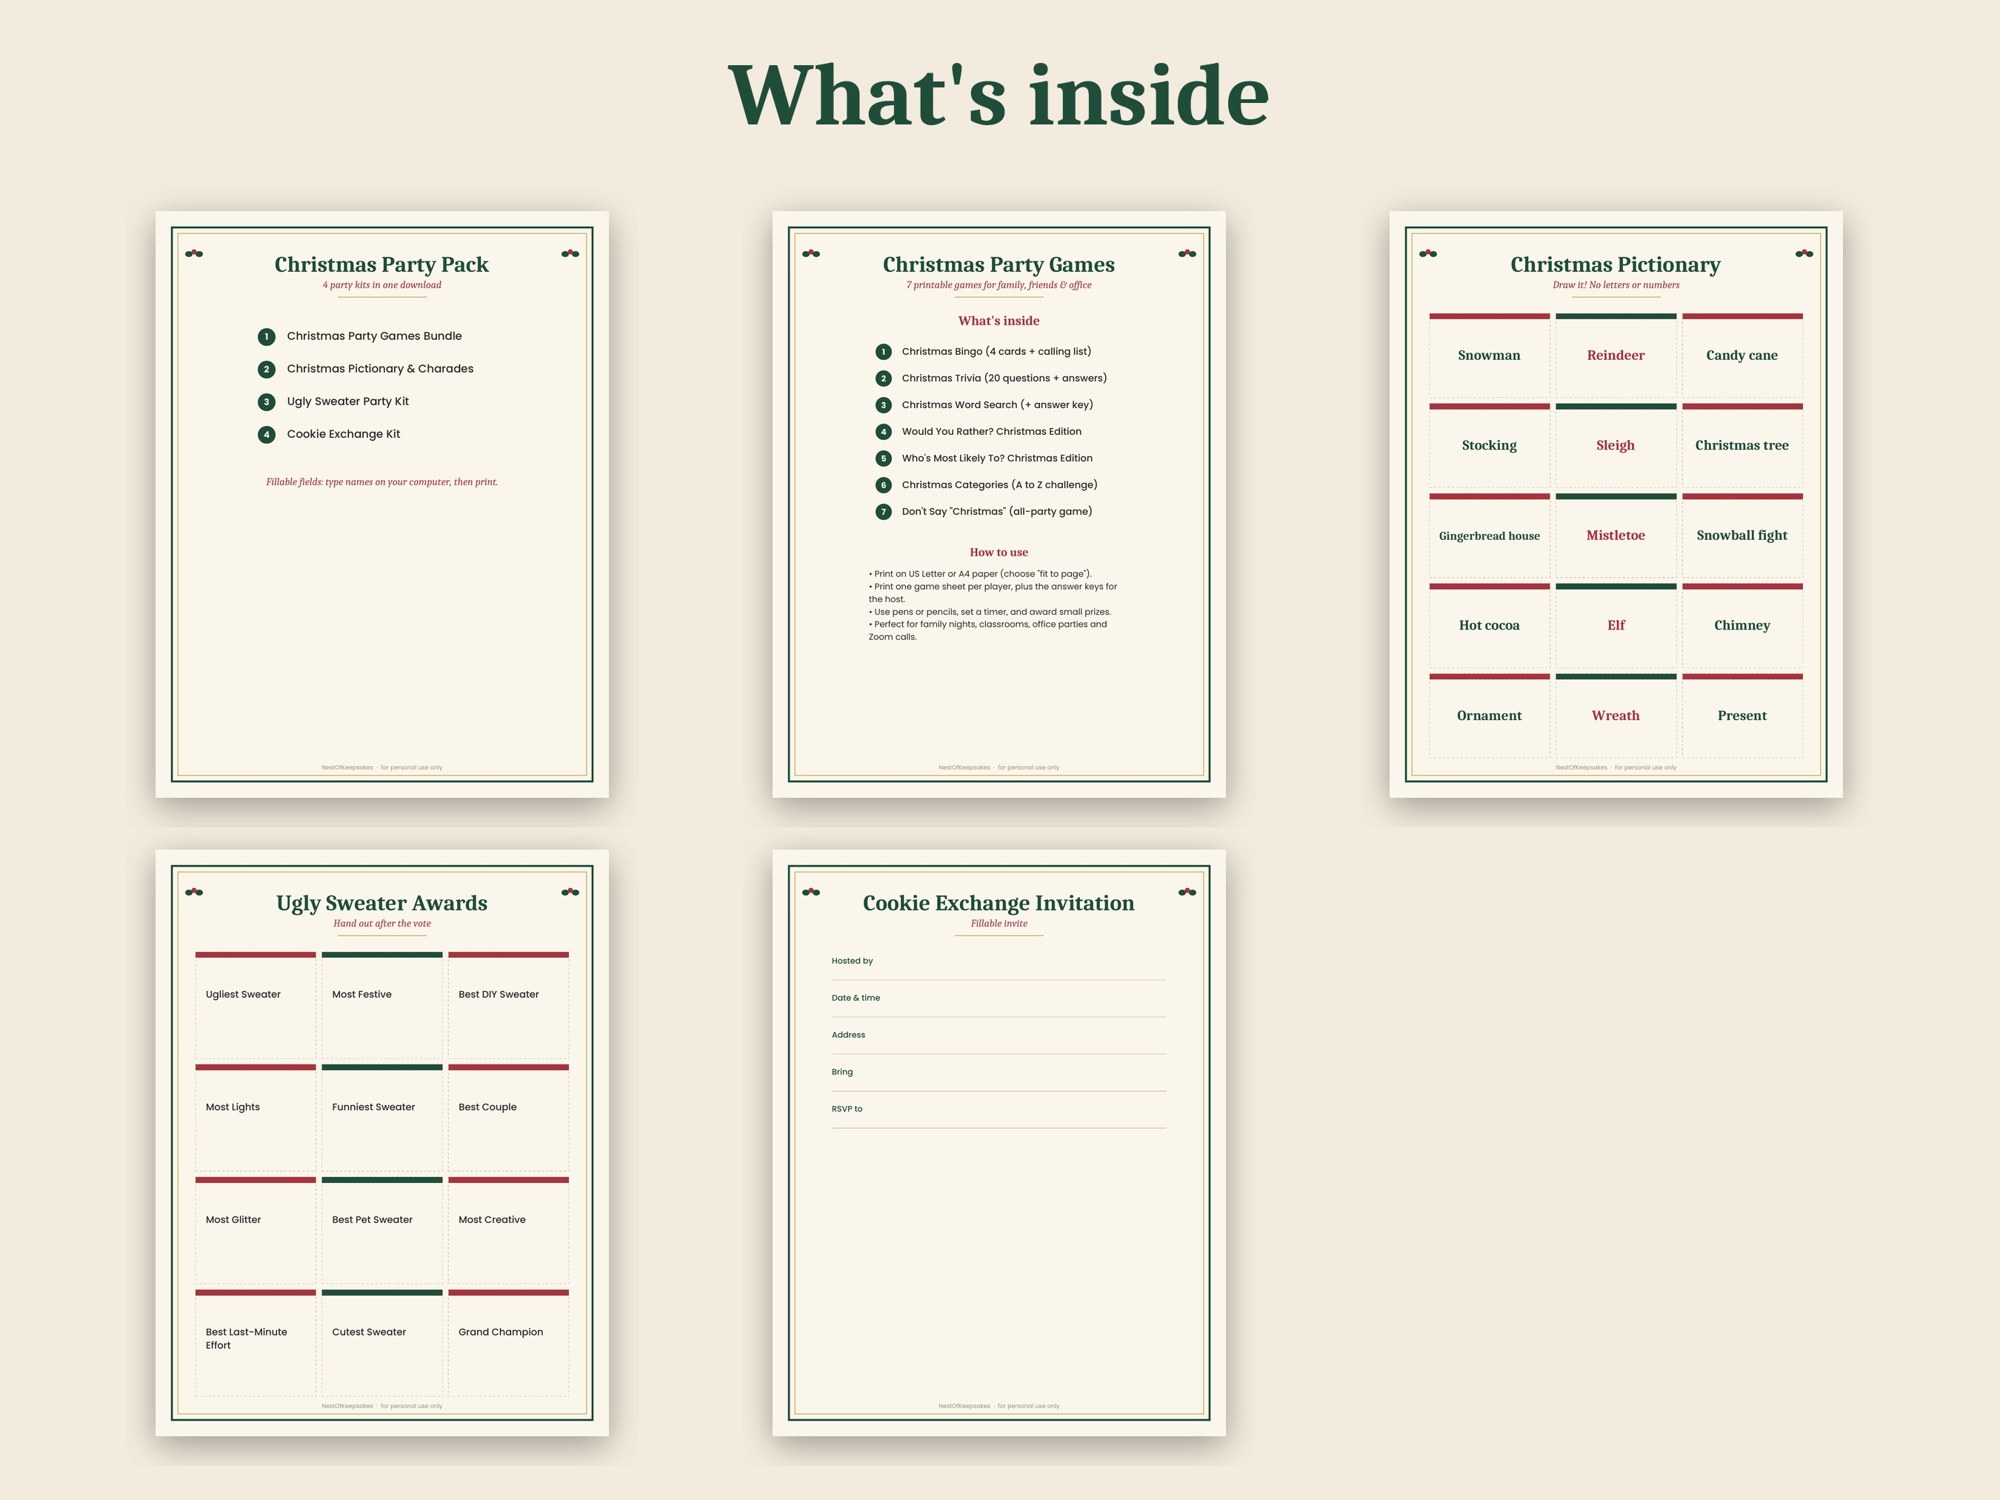 What's inside
Christmas Party Pack
4 party kits in one download
1 Christmas Party Games Bundle
2 Christmas Pictionary & Charades
3 Ugly Sweater Party Kit
4 Cookie Exchange Kit
Fillable fields: type names on your computer, then print.
NestOfKeepsakes · for personal use only
Christmas Party Games
7 printable games for family, friends & office
What's inside
1 Christmas Bingo (4 cards + calling list)
2 Christmas Trivia (20 questions + answers)
3 Christmas Word Search (+ answer key)
4 Would You Rather? Christmas Edition
5 Who's Most Likely To? Christmas Edition
6 Christmas Categories (A to Z challenge)
7 Don't Say "Christmas" (all-party game)
How to use
• Print on US Letter or A4 paper (choose "fit to page").
• Print one game sheet per player, plus the answer keys for
the host.
• Use pens or pencils, set a timer, and award small prizes.
• Perfect for family nights, classrooms, office parties and
Zoom calls.
NestOfKeepsakes · for personal use only
Christmas Pictionary
Draw it! No letters or numbers
Snowman Reindeer Candy cane
Stocking Sleigh Christmas tree
Gingerbread house Mistletoe Snowball fight
Hot cocoa Elf Chimney
Ornament Wreath Present
NestOfKeepsakes · for personal use only
Ugly Sweater Awards
Hand out after the vote
Ugliest Sweater Most Festive Best DIY Sweater
Most Lights Funniest Sweater Best Couple
Most Glitter Best Pet Sweater Most Creative
Best Last-Minute Cutest Sweater Grand Champion
Effort
NestOfKeepsakes · for personal use only
Cookie Exchange Invitation
Fillable invite
Hosted by
Date & time
Address
Bring
RSVP to
NestOfKeepsakes · for personal use only